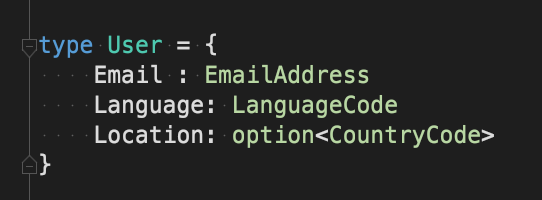 type User = {
    Email : EmailAddress
    Language: LanguageCode
    Location: option<CountryCode>
}